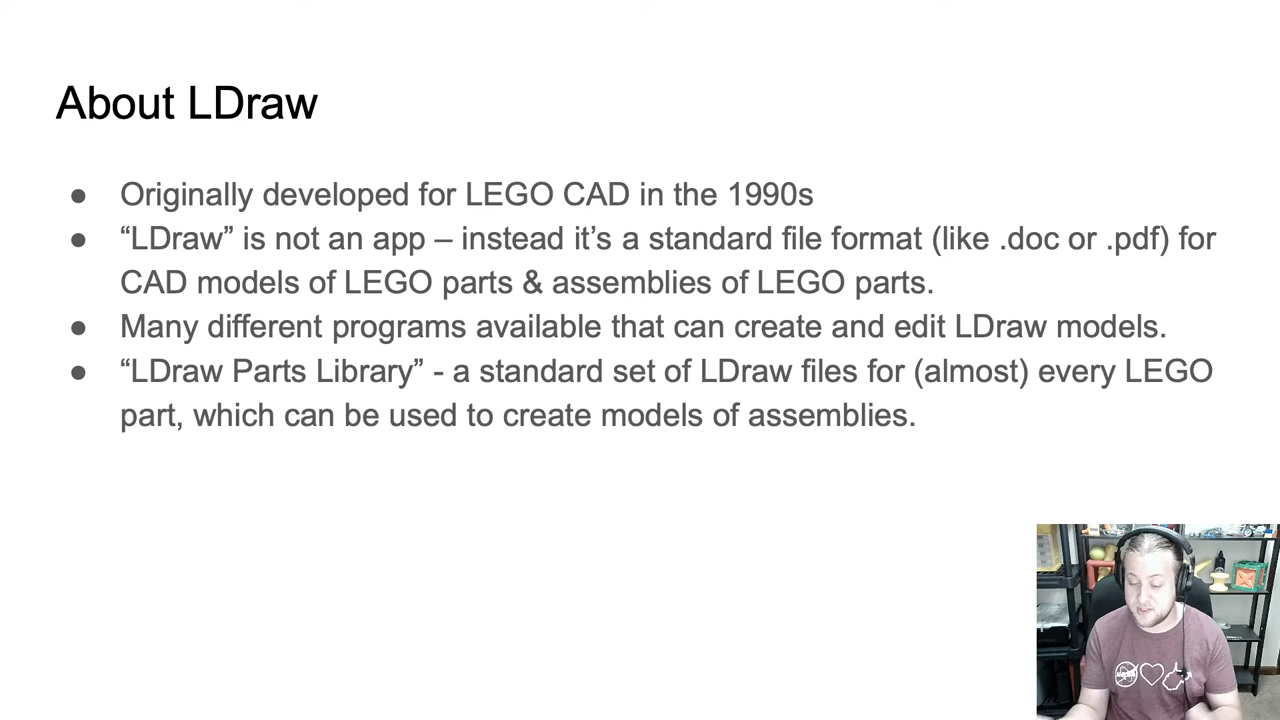 About LDraw
● Originally developed for LEGO CAD in the 1990s
● “LDraw” is not an app – instead it’s a standard file format (like .doc or .pdf) for
CAD models of LEGO parts & assemblies of LEGO parts.
● Many different programs available that can create and edit LDraw models.
● “LDraw Parts Library” - a standard set of LDraw files for (almost) every LEGO
part, which can be used to create models of assemblies.